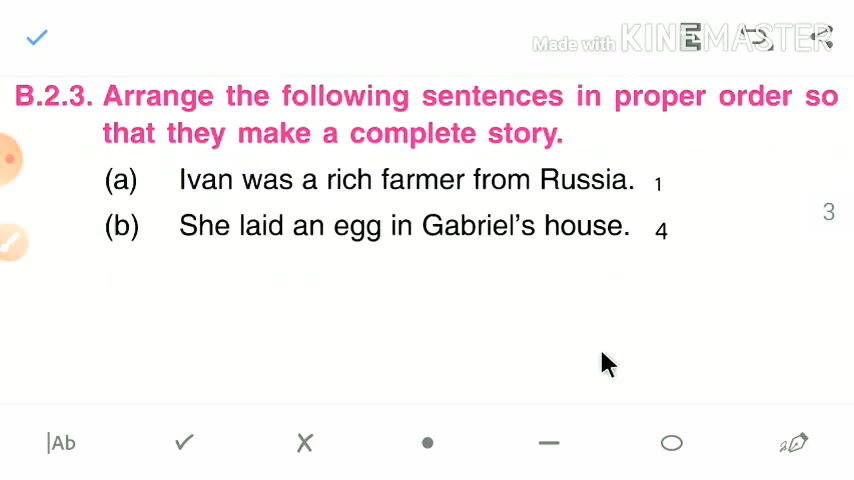 Made with KINEMASTER
B.2.3. Arrange the following sentences in proper order so
that they make a complete story.
(a) Ivan was a rich farmer from Russia. 1
(b) She laid an egg in Gabriel's house. 4
3
|Ab